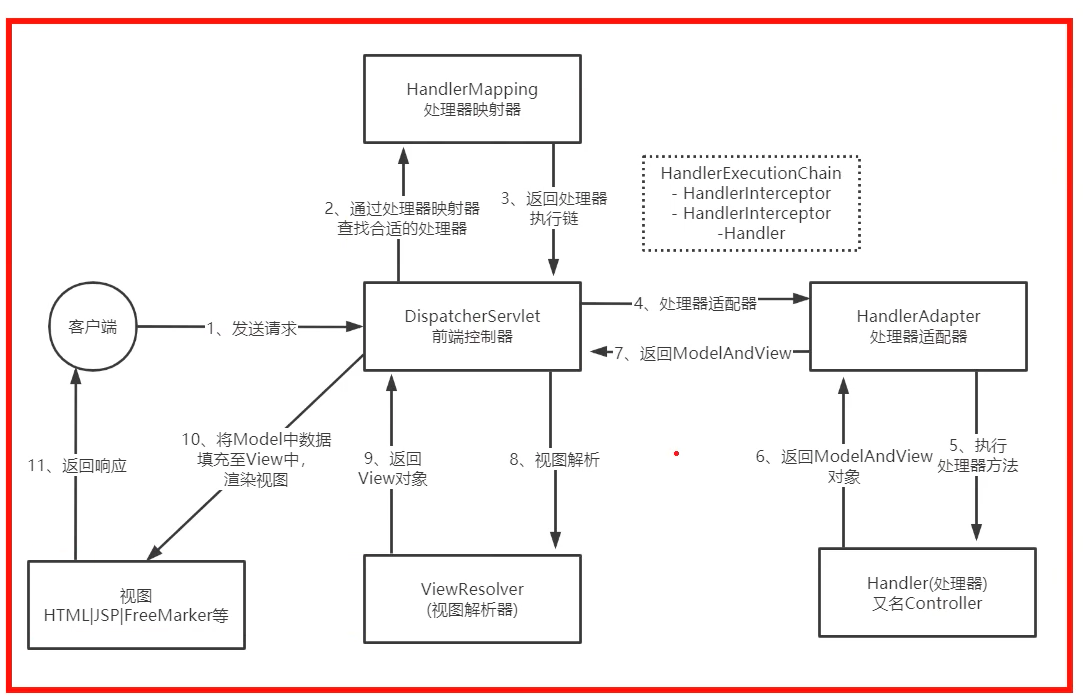 HandlerMapping
处理器映射器
HandlerExecutionChain
- HandlerInterceptor
- HandlerInterceptor
-Handler
2、通过处理器映射器
查找合适的处理器
3、返回处理器
执行链
客户端
1、发送请求
DispatcherServlet
前端控制器
4、处理器适配器
7、返回ModelAndView
HandlerAdapter
处理器适配器
11、返回响应
10、将Model中数据
填充至View中，
渲染视图
9、返回
View对象
8、视图解析
6、返回ModelAndView
对象
5、执行
处理器方法
视图
HTML|JSP|FreeMarker等
ViewResolver
(视图解析器)
Handler(处理器)
又名Controller